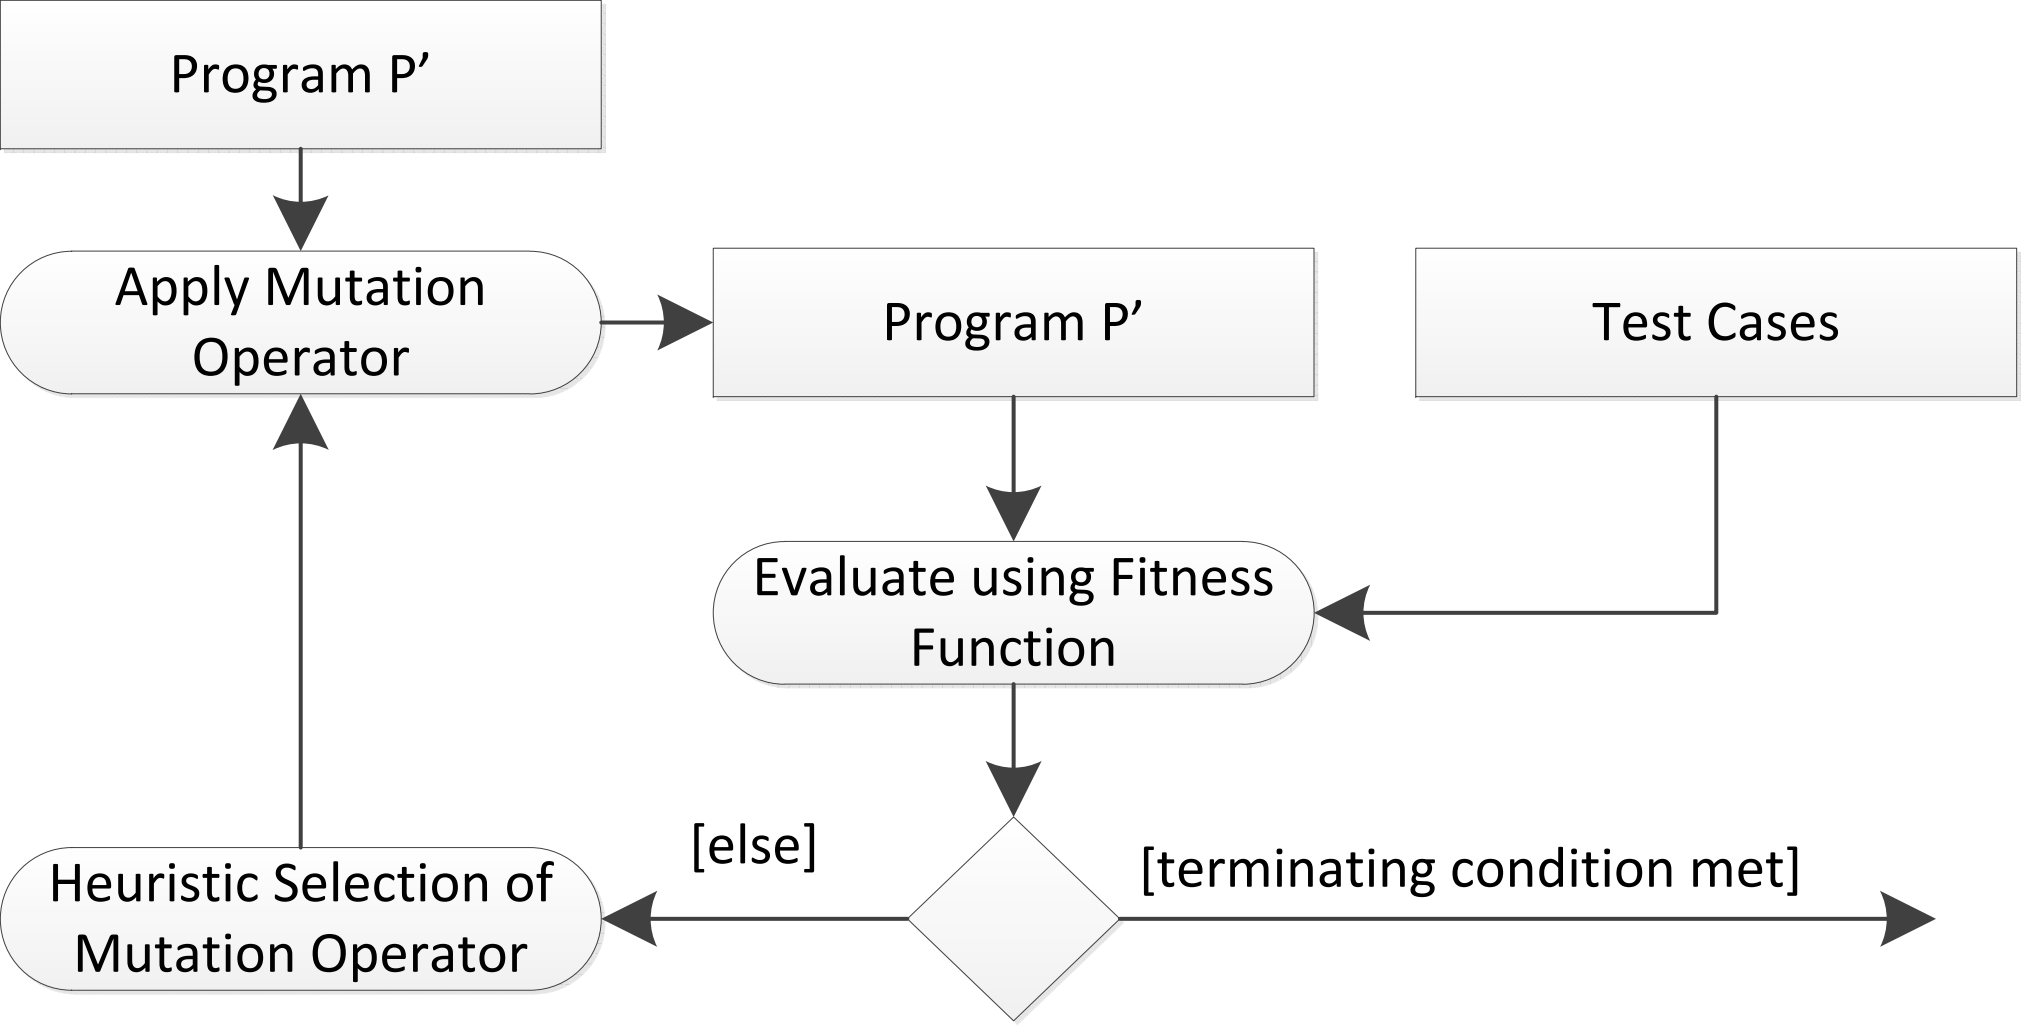 Program P’
Apply Mutation
Operator
Program P’
Test Cases
Evaluate using Fitness
Function
[else]
[terminating condition met]
Heuristic Selection of
Mutation Operator